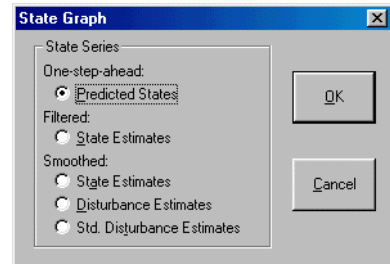 State Graph
State Series
One-step-ahead:
Predicted States
Filtered:
State Estimates
Smoothed:
State Estimates
Disturbance Estimates
Std. Disturbance Estimates
OK
Cancel